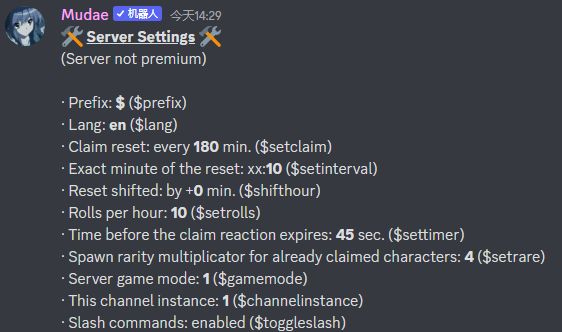 Mudae ✓机器人 今天14:29
🛠 Server Settings 🛠
(Server not premium)
· Prefix: $ ($prefix)
· Lang: en ($lang)
· Claim reset: every 180 min. ($setclaim)
· Exact minute of the reset: xx:10 ($setinterval)
· Reset shifted: by +0 min. ($shifthour)
· Rolls per hour: 10 ($setrolls)
· Time before the claim reaction expires: 45 sec. ($settimer)
· Spawn rarity multiplicator for already claimed characters: 4 ($setrare)
· Server game mode: 1 ($gamemode)
· This channel instance: 1 ($channelinstance)
· Slash commands: enabled ($toggleslash)